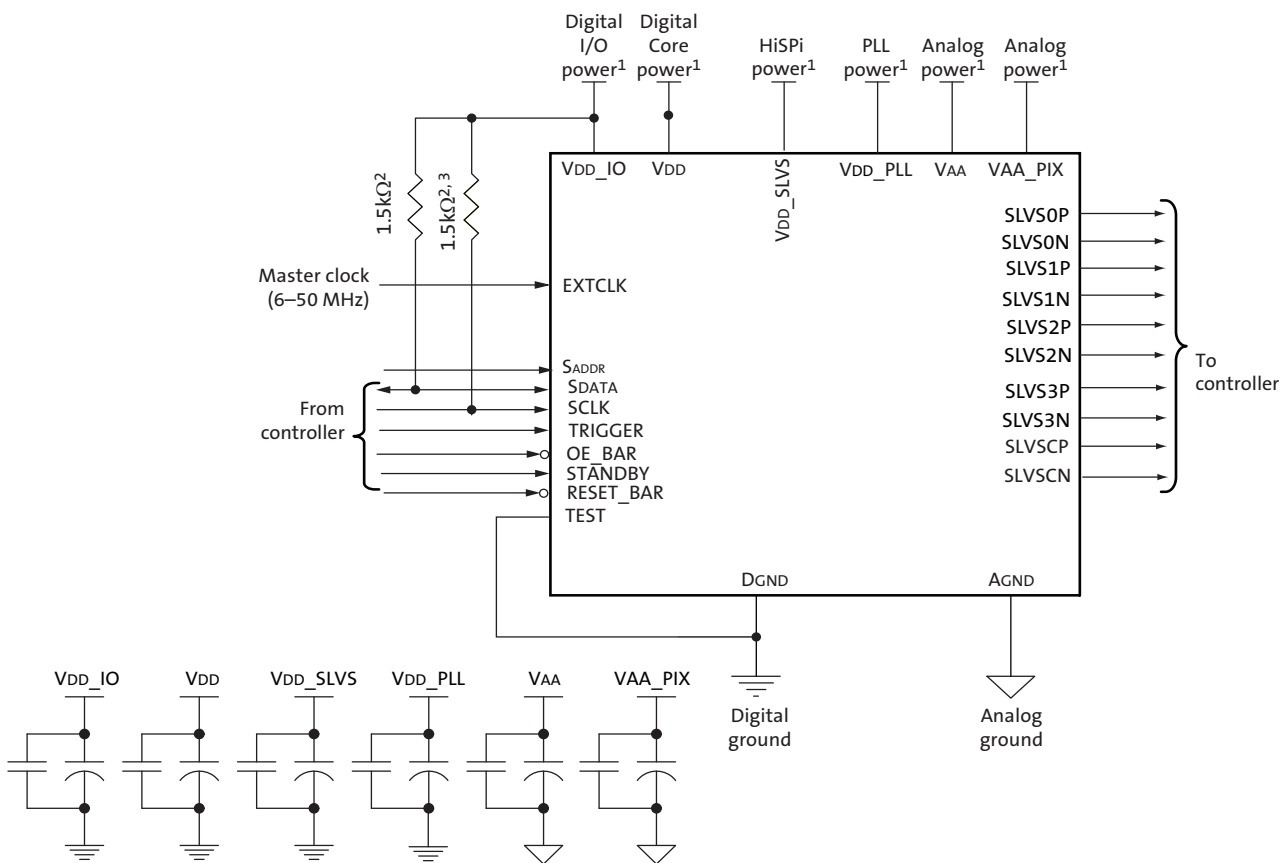 Digital
I/O
power1
Digital
Core
power1
HiSPi
power1
PLL
power1
Analog
power1
Analog
power1
1.5kΩ2
1.5kΩ2, 3
VDD_IO
VDD
VDD_SLVS
VDD_PLL
VAA
VAA_PIX
Master clock
(6–50 MHz)
EXTCLK
From
controller
SADDR
SDATA
SCLK
TRIGGER
OE_BAR
STANDBY
RESET_BAR
TEST
SLVS0P
SLVS0N
SLVS1P
SLVS1N
SLVS2P
SLVS2N
SLVS3P
SLVS3N
SLVSCP
SLVSCN
To
controller
DGND
AGND
Digital
ground
Analog
ground
VDD_IO
VDD
VDD_SLVS
VDD_PLL
VAA
VAA_PIX